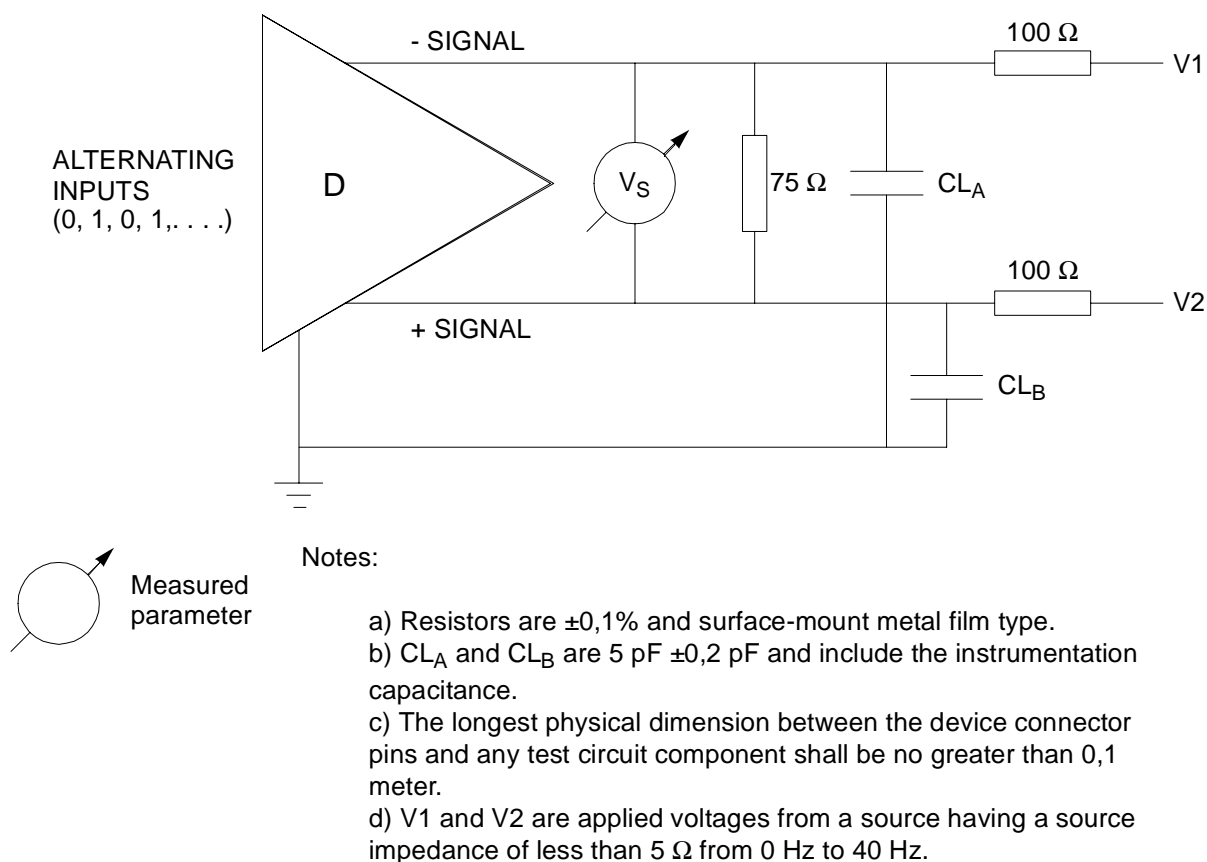 - SIGNAL
100 Ω
V1
ALTERNATING
INPUTS
(0, 1, 0, 1,. . . .)
D
VS
75 Ω
CLA
100 Ω
V2
+ SIGNAL
CLB
Measured
parameter
Notes:
a) Resistors are ±0,1% and surface-mount metal film type.
b) CLA and CLB are 5 pF ±0,2 pF and include the instrumentation
capacitance.
c) The longest physical dimension between the device connector
pins and any test circuit component shall be no greater than 0,1
meter.
d) V1 and V2 are applied voltages from a source having a source
impedance of less than 5 Ω from 0 Hz to 40 Hz.